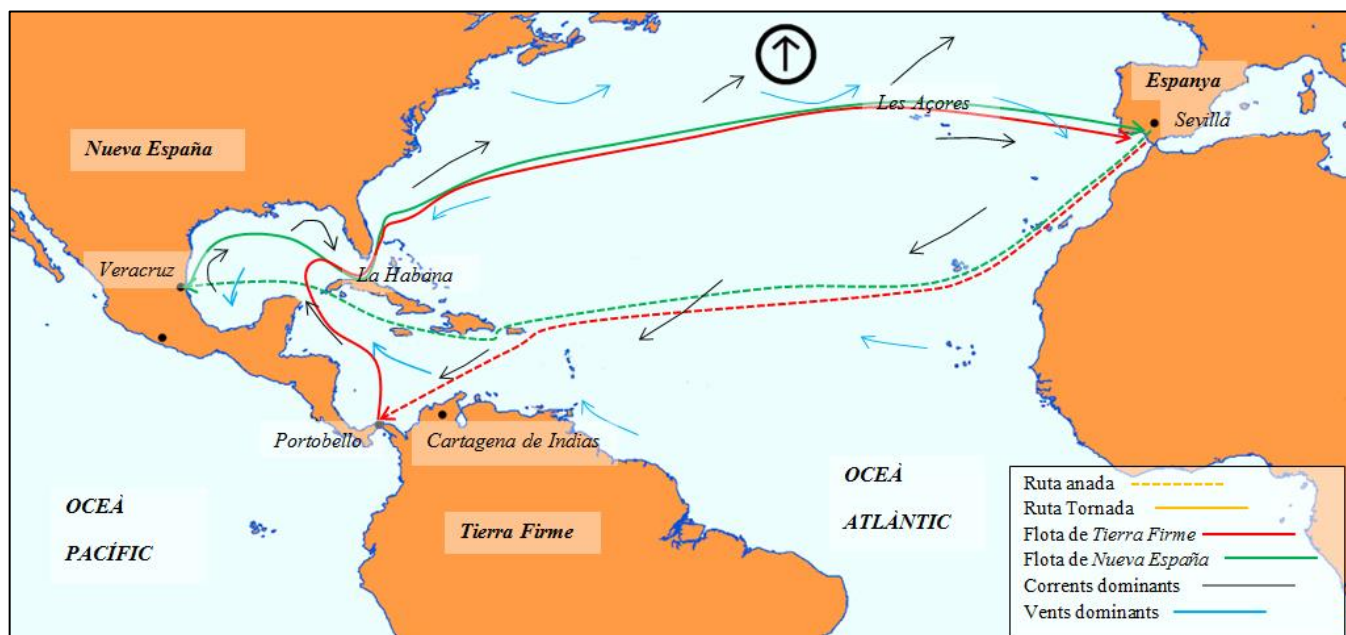 Les Açores
Espanya
Sevilla
Nueva España
Veracruz
La Habana
Portobello
Cartagena de Indias
OCEÀ
PACÍFIC
Tierra Firme
OCEÀ
ATLÀNTIC
Ruta anada
Ruta Tornada
Flota de Tierra Firme
Flota de Nueva España
Corrents dominants
Vents dominants